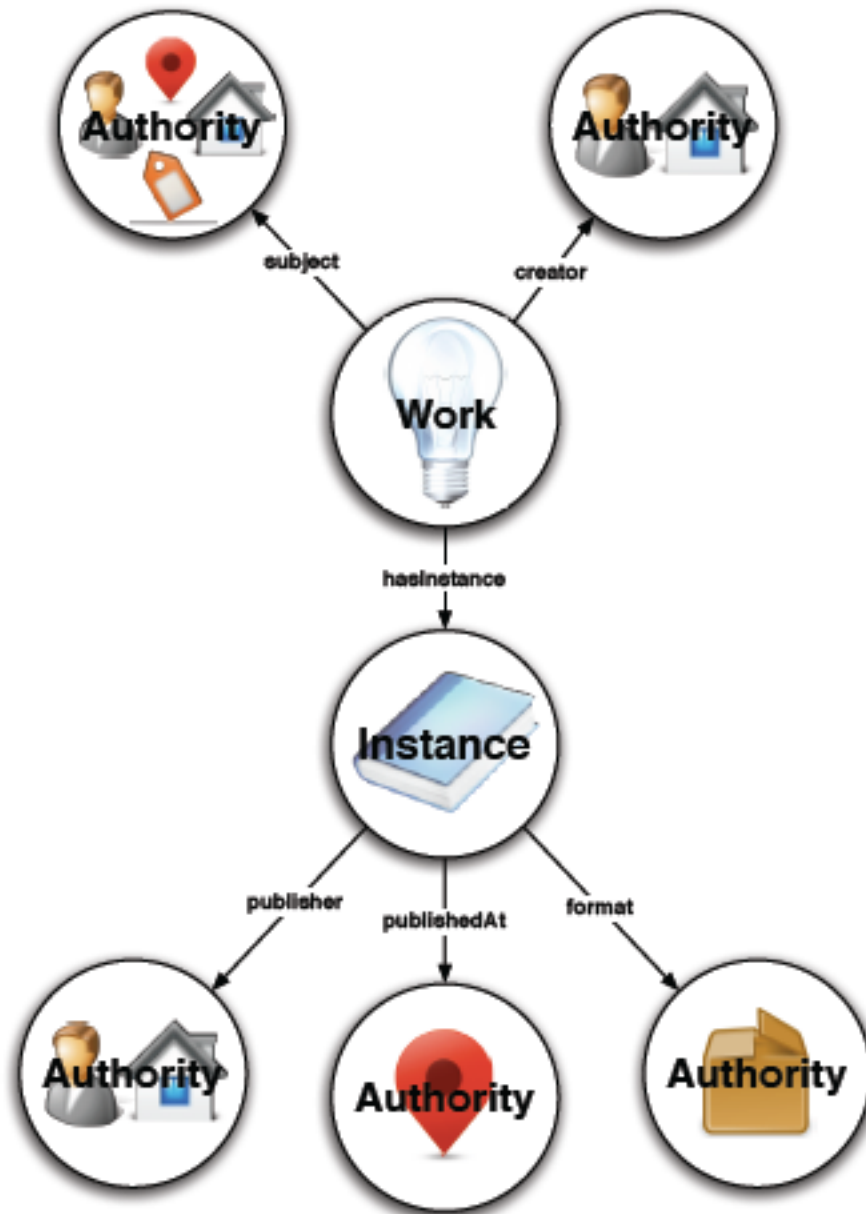 Authority
Authority
subject
creator
Work
hasInstance
Instance
publisher
publishedAt
format
Authority
Authority
Authority